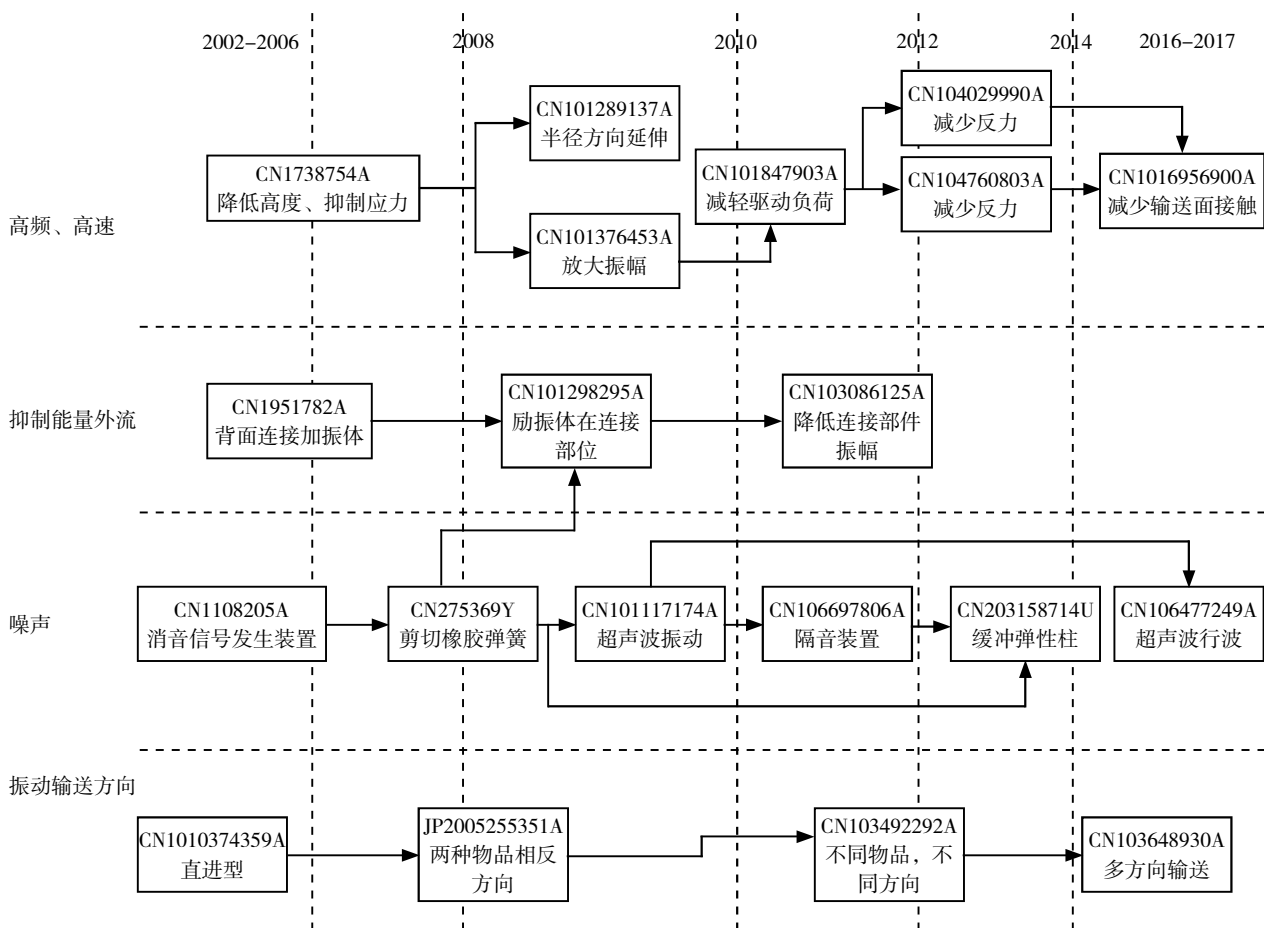 2002-2006
2008
2010
2012
2014
2016-2017
高频、高速
CN1738754A
降低高度、抑制应力
CN101289137A
半径方向延伸
CN101376453A
放大振幅
CN101847903A
减轻驱动负荷
CN104029990A
减少反力
CN104760803A
减少反力
CN1016956900A
减少输送面接触
抑制能量外流
CN1951782A
背面连接加振体
CN101298295A
励振体在连接
部位
CN103086125A
降低连接部件
振幅
噪声
CN1108205A
消音信号发生装置
CN275369Y
剪切橡胶弹簧
CN101117174A
超声波振动
CN106697806A
隔音装置
CN203158714U
缓冲弹性柱
CN106477249A
超声波行波
振动输送方向
CN1010374359A
直进型
JP2005255351A
两种物品相反
方向
CN103492292A
不同物品，不
同方向
CN103648930A
多方向输送